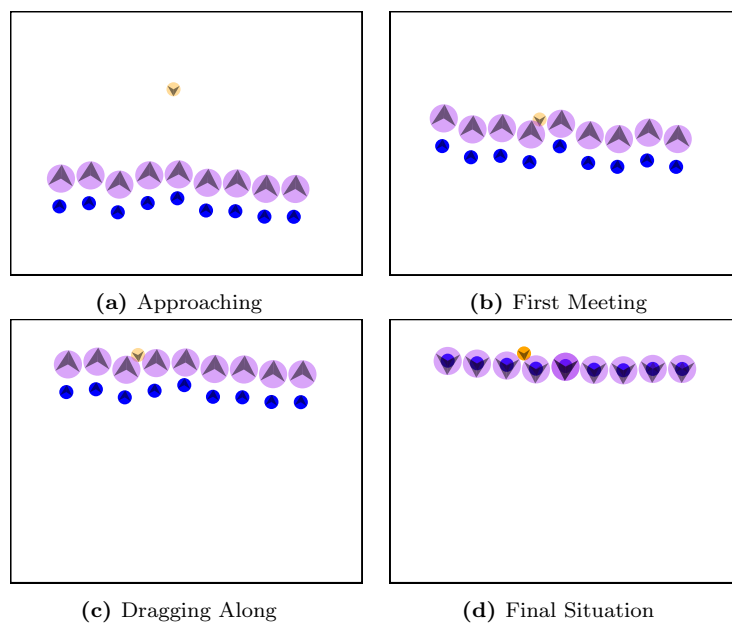 (a) Approaching
(b) First Meeting
(c) Dragging Along
(d) Final Situation